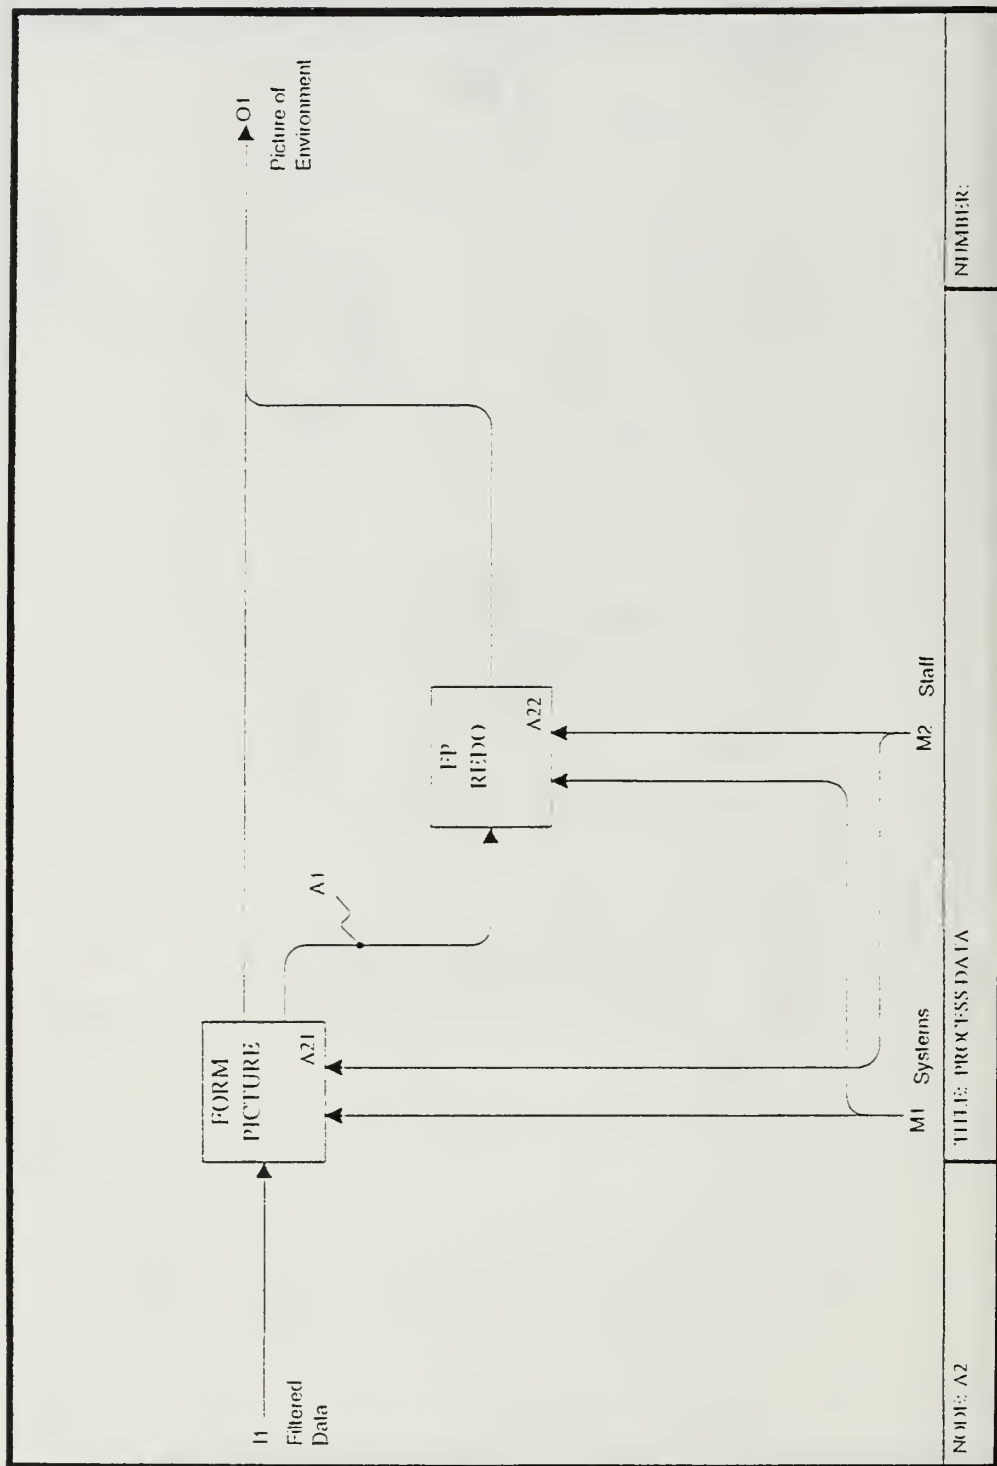 I1
Filtered
Data
FORM
PICTURE
A21
A1
FP
REDO
A22
O1
Picture of
Environment
M1
Systems
M2
Staff
NODE: A2
TITLE: PROCESS DATA
NUMBER: